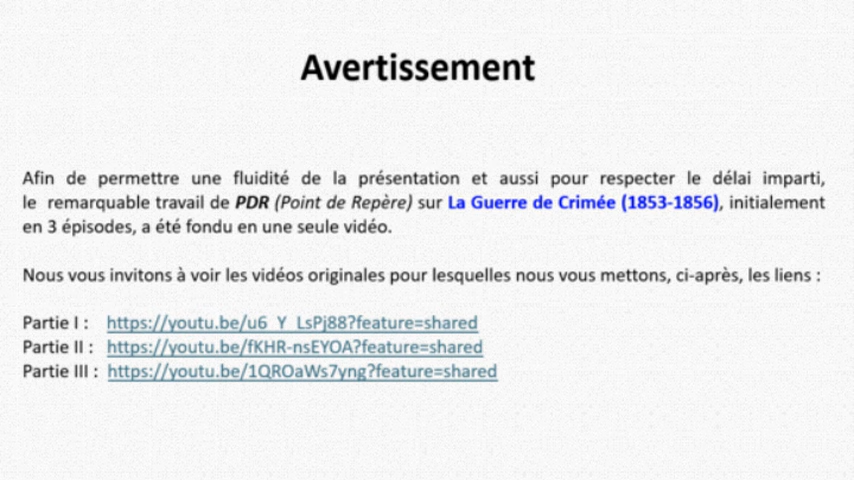 Avertissement
Afin de permettre une fluidité de la présentation et aussi pour respecter le délai imparti,
le remarquable travail de PDR (Point de Repère) sur La Guerre de Crimée (1853-1856), initialement
en 3 épisodes, a été fondu en une seule vidéo.
Nous vous invitons à voir les vidéos originales pour lesquelles nous vous mettons, ci-après, les liens :
Partie I : https://youtu.be/u6_Y_LsPj88?feature=shared
Partie II : https://youtu.be/fKHR-nsEYOA?feature=shared
Partie III : https://youtu.be/1QROaWs7yng?feature=shared